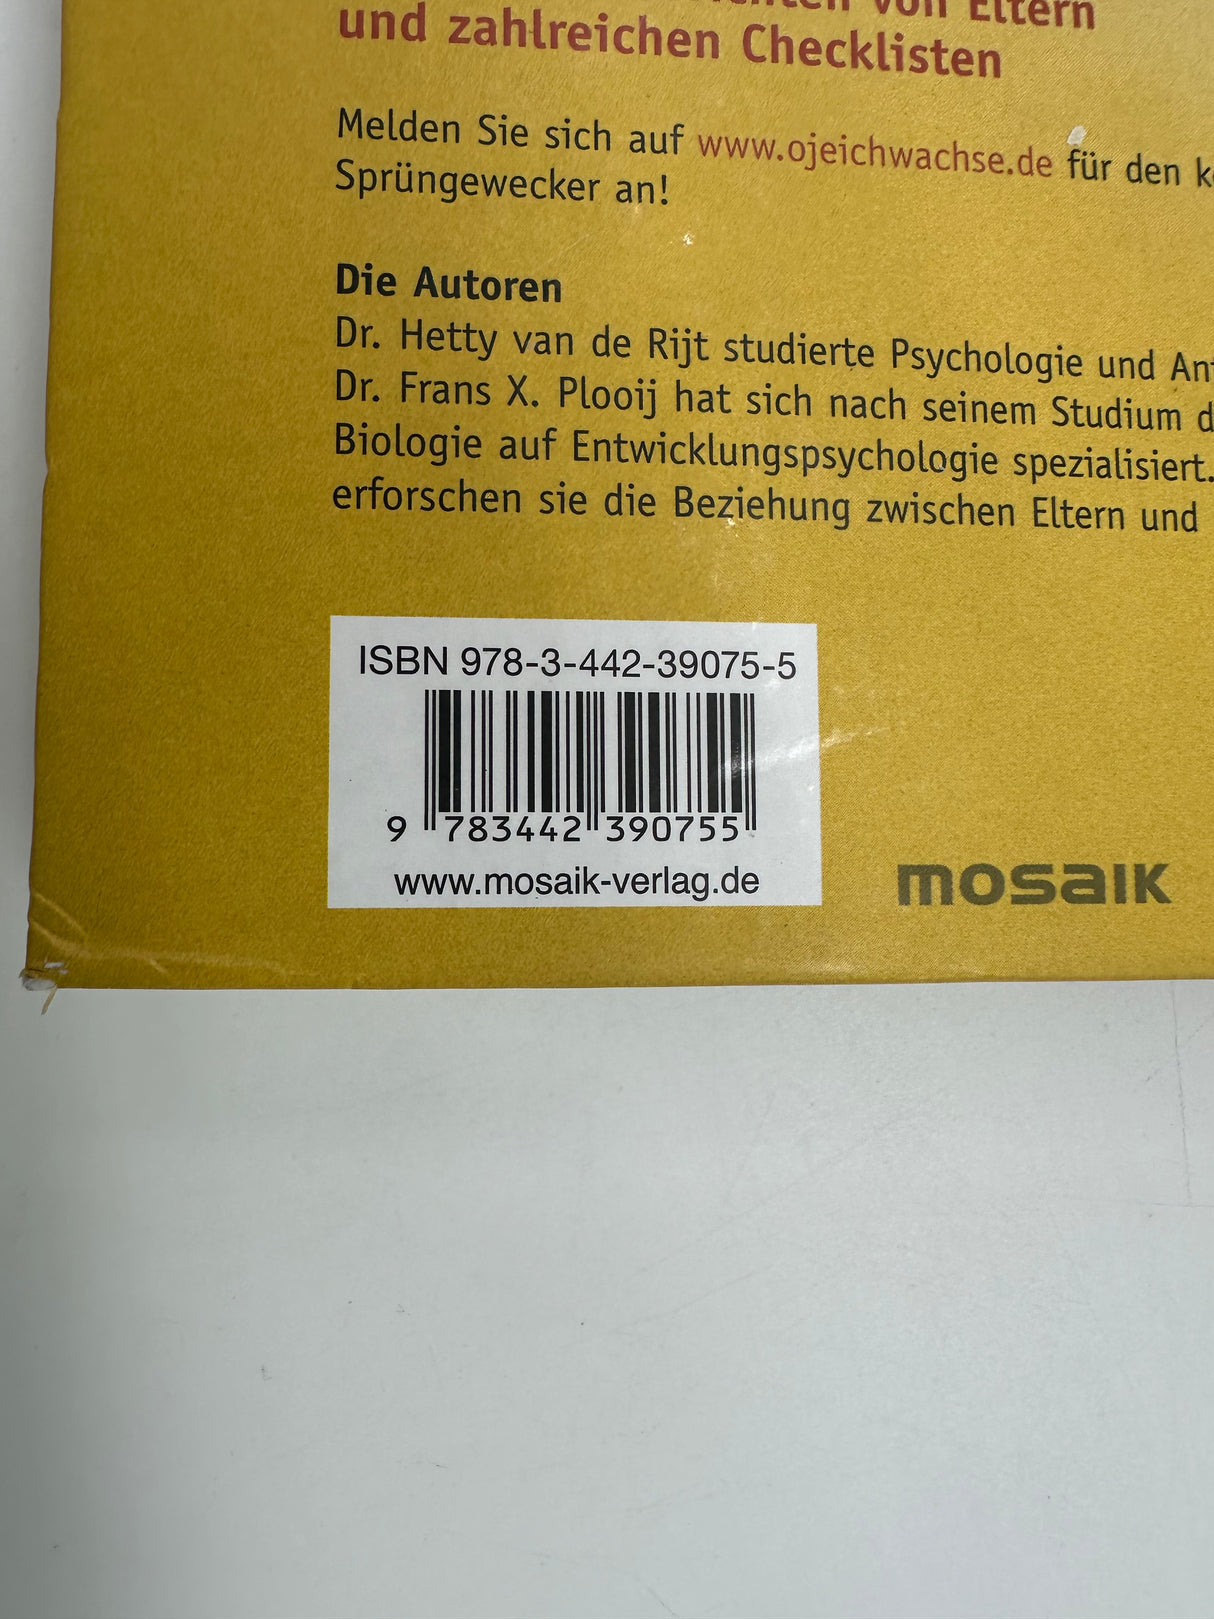 von Eltern
und zahlreichen Checklisten
Melden Sie sich auf www.ojeichwachse.de für den
Sprüngewecker an!
Die Autoren
Dr. Hetty van de Rijt studierte Psychologie und
Dr. Frans X. Plooij hat sich nach seinem Studium
Biologie auf Entwicklungspsychologie spezialisiert.
erforschen sie die Beziehung zwischen Eltern und
ISBN 978-3-442-39075-5
9 783442 390755
www.mosaik-verlag.de
mosaik